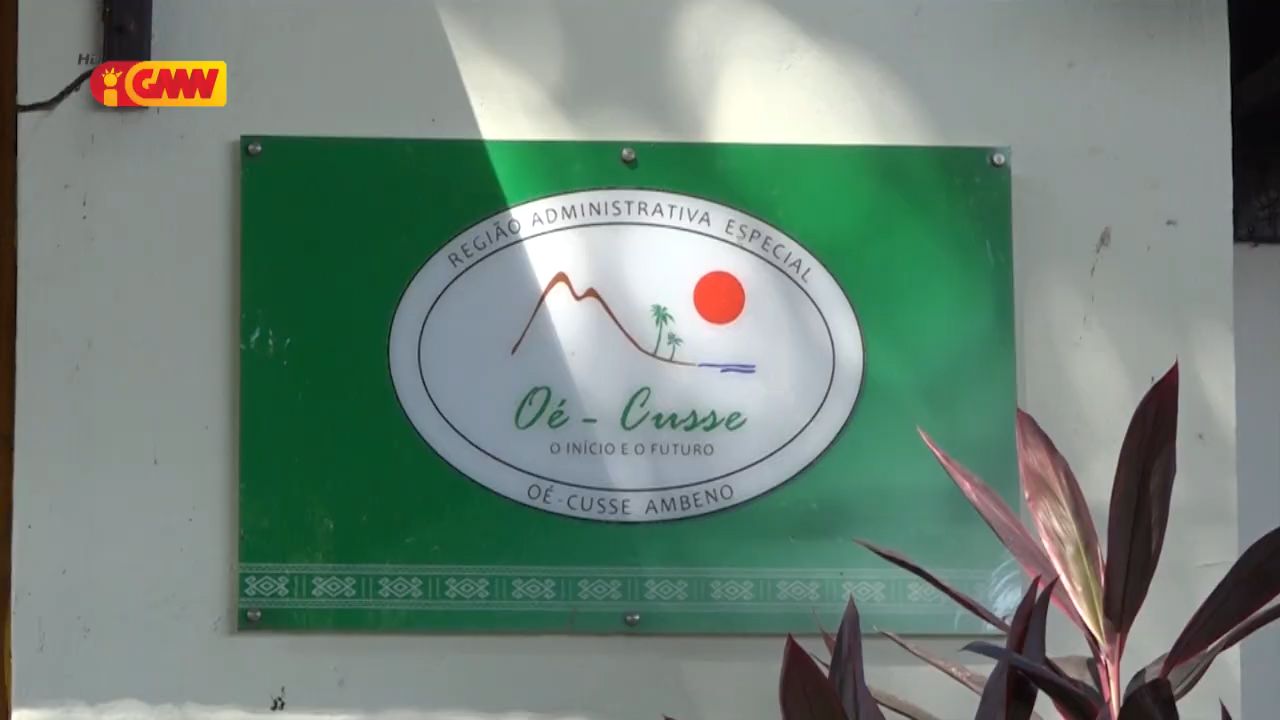 GMN
REGIÃO ADMINISTRATIVA ESPECIAL
Oé - Cusse
O INÍCIO E O FUTURO
OÉ-CUSSE AMBENO